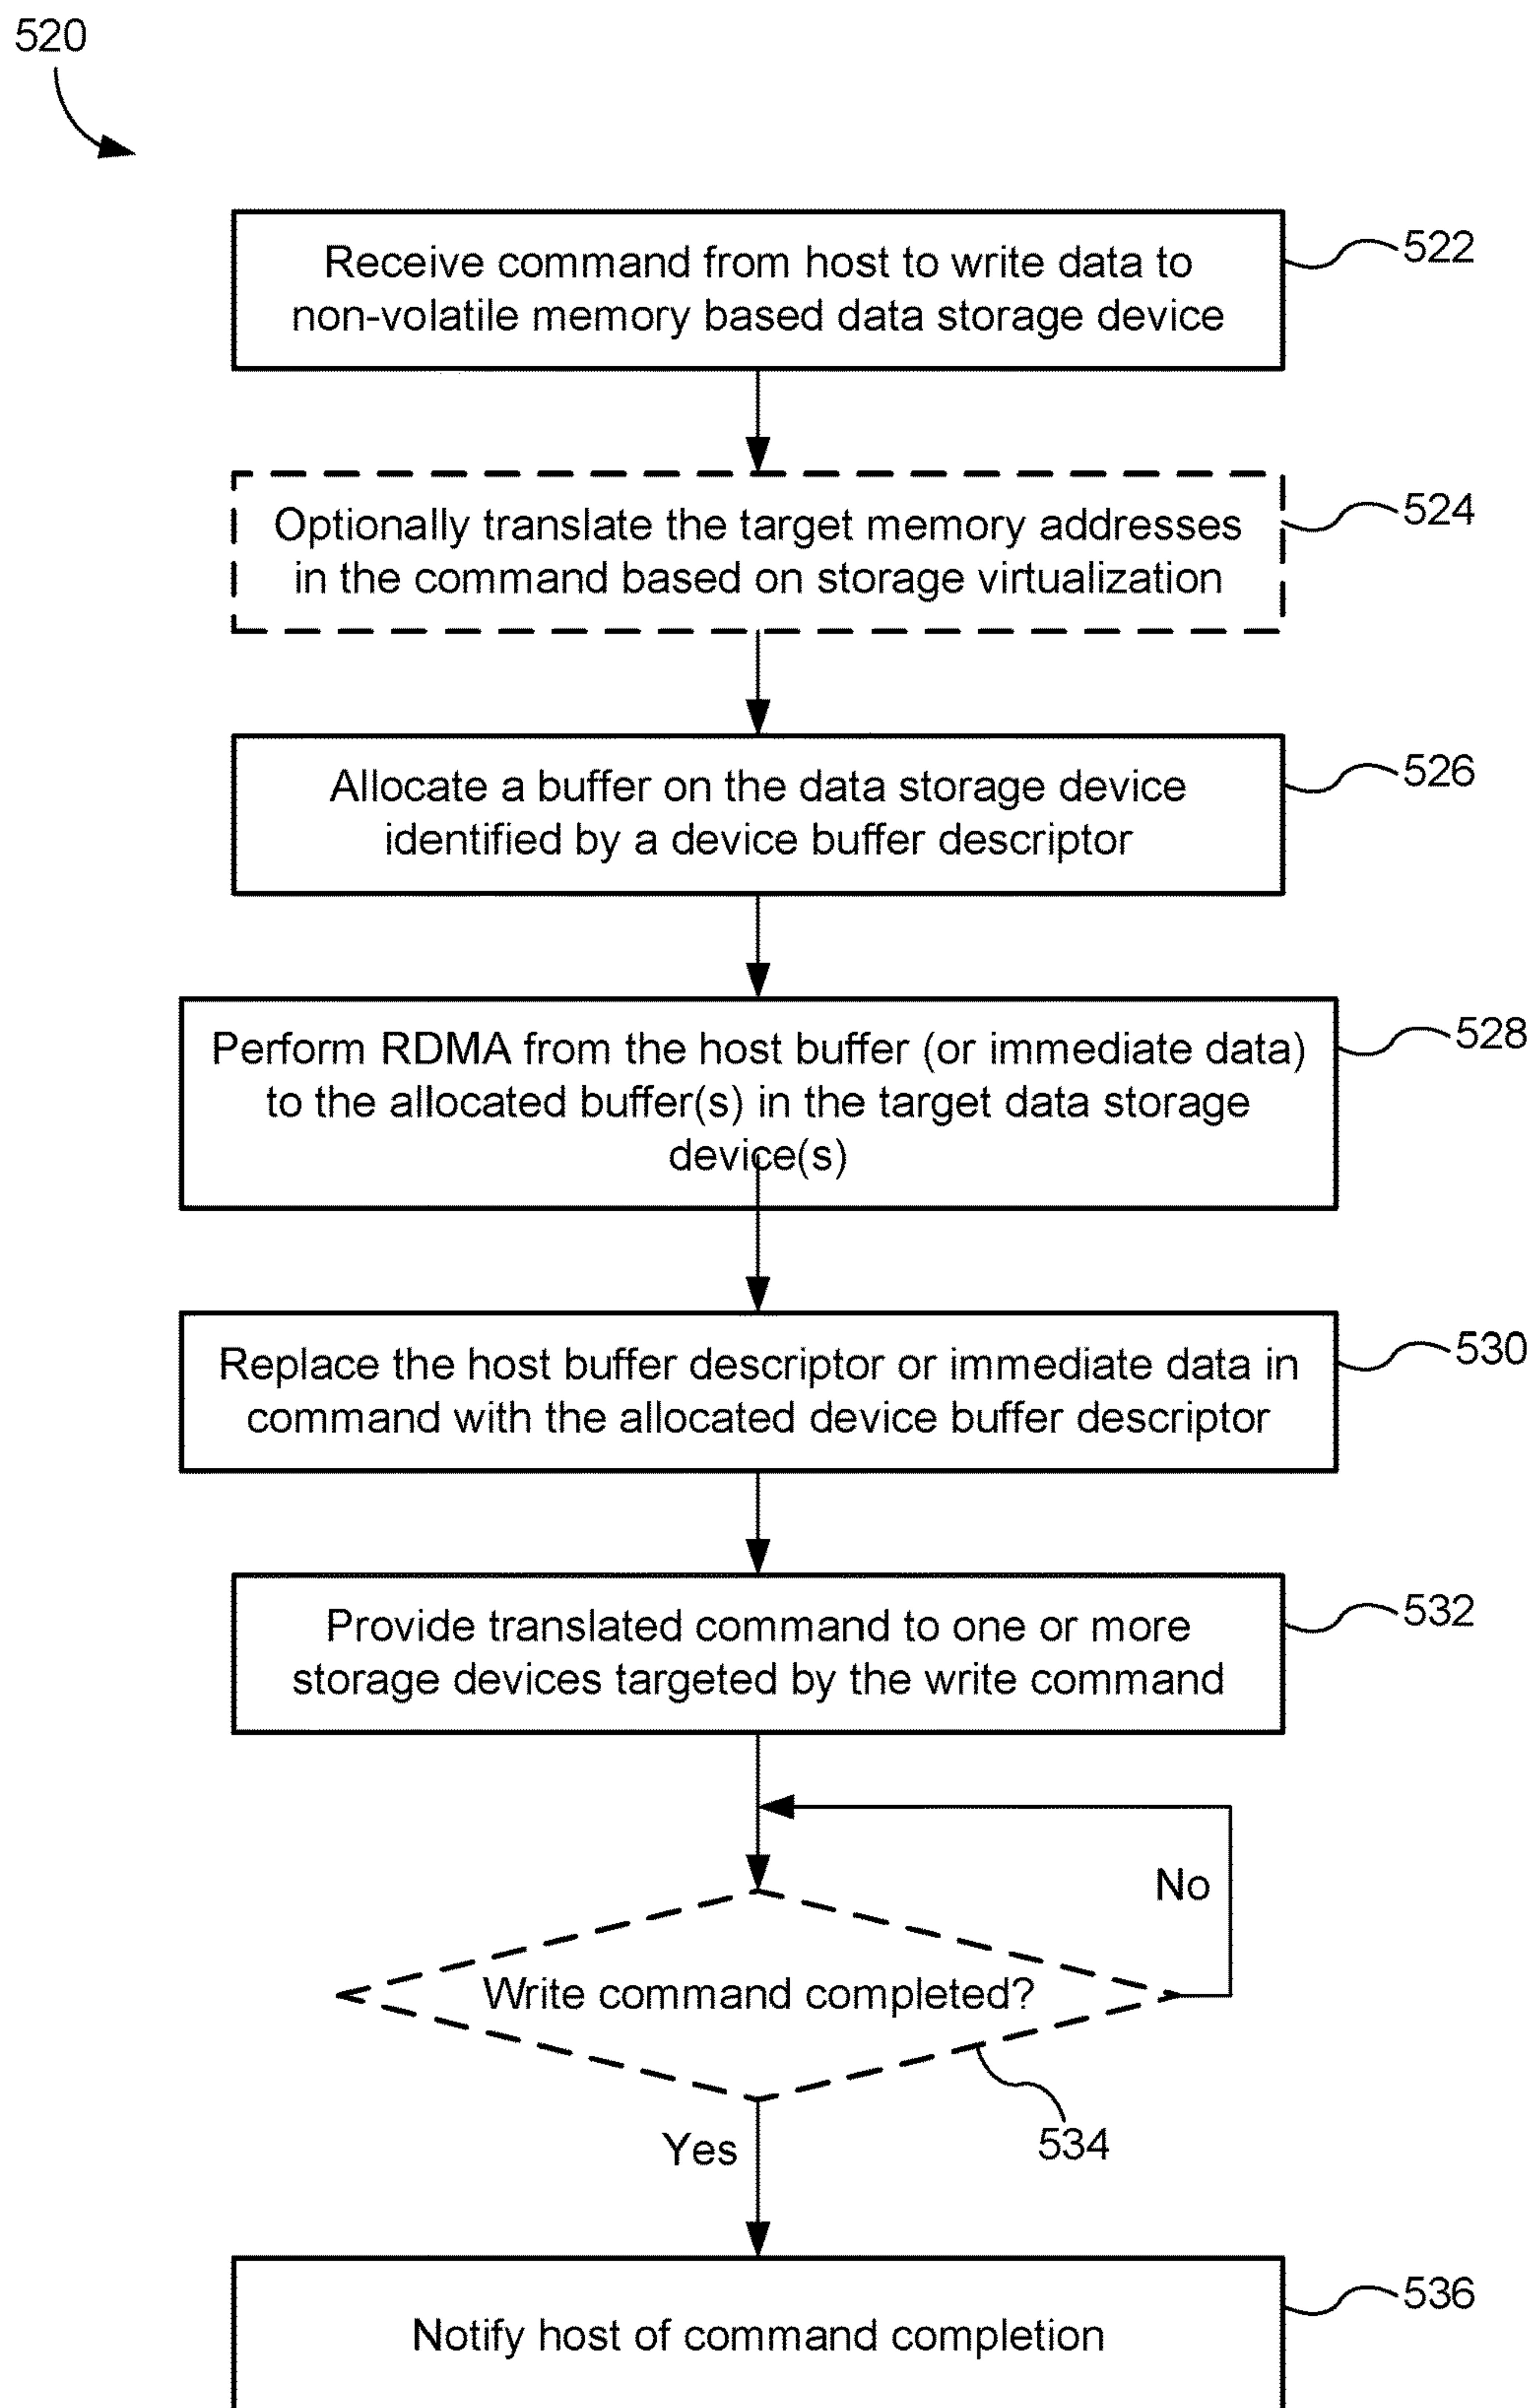 520
Receive command from host to write data to
non-volatile memory based data storage device
522
Optionally translate the target memory addresses
in the command based on storage virtualization
524
Allocate a buffer on the data storage device
identified by a device buffer descriptor
526
Perform RDMA from the host buffer (or immediate data)
to the allocated buffer(s) in the target data storage
device(s)
528
Replace the host buffer descriptor or immediate data in
command with the allocated device buffer descriptor
530
Provide translated command to one or more
storage devices targeted by the write command
532
No
Write command completed?
534
Yes
Notify host of command completion
536